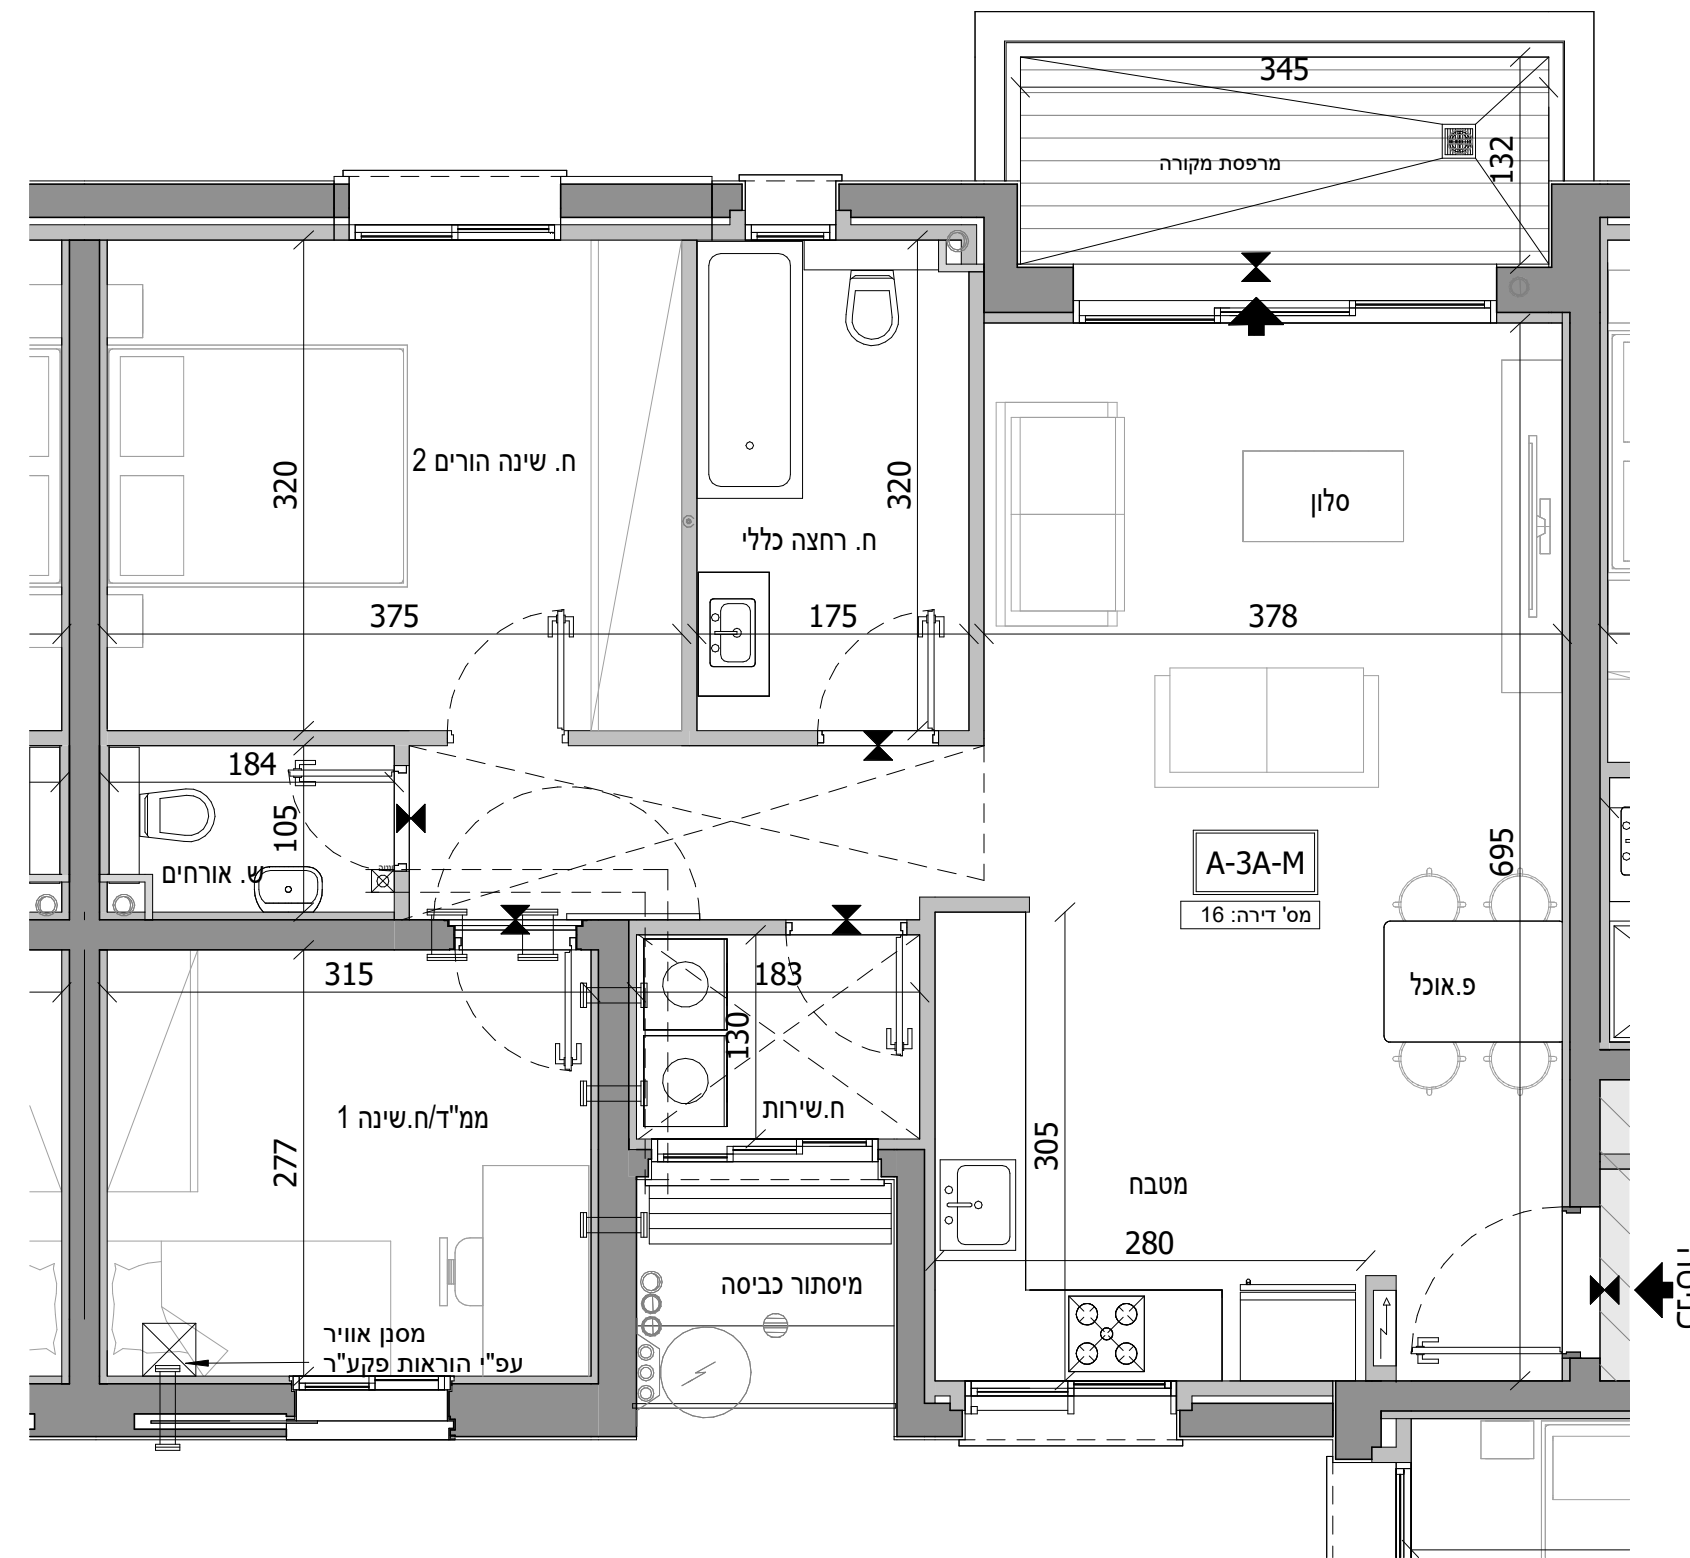 345
132
מרפסת מקורה
320
ח. שינה הורים 2
375
320
ח. רחצה כללי
175
סלון
378
184
105
ש. אורחים
695
A-3A-M
מס' דירה: 16
פ.אוכל
315
277
ממ"ד/ח.שינה 1
183
130
ח.שירות
305
מטבח
280
מיסתור כביסה
מסנן אוויר
עפ"י הוראות פקע"ר